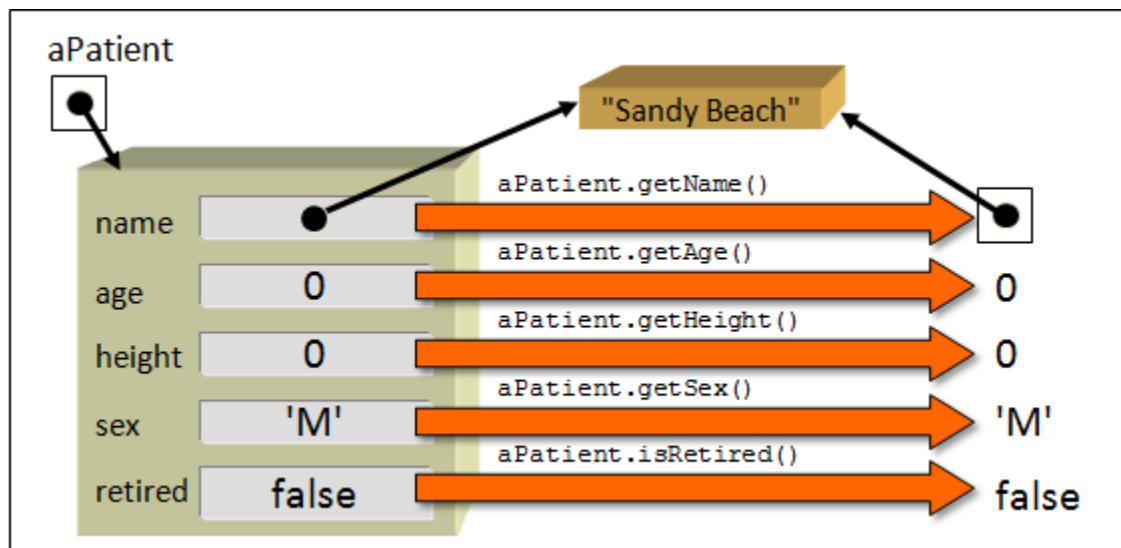 aPatient
"Sandy Beach"
aPatient.getName()
name
aPatient.getAge()
age 0 0
aPatient.getHeight()
height 0 0
aPatient.getSex()
sex 'M' 'M'
aPatient.isRetired()
retired false false